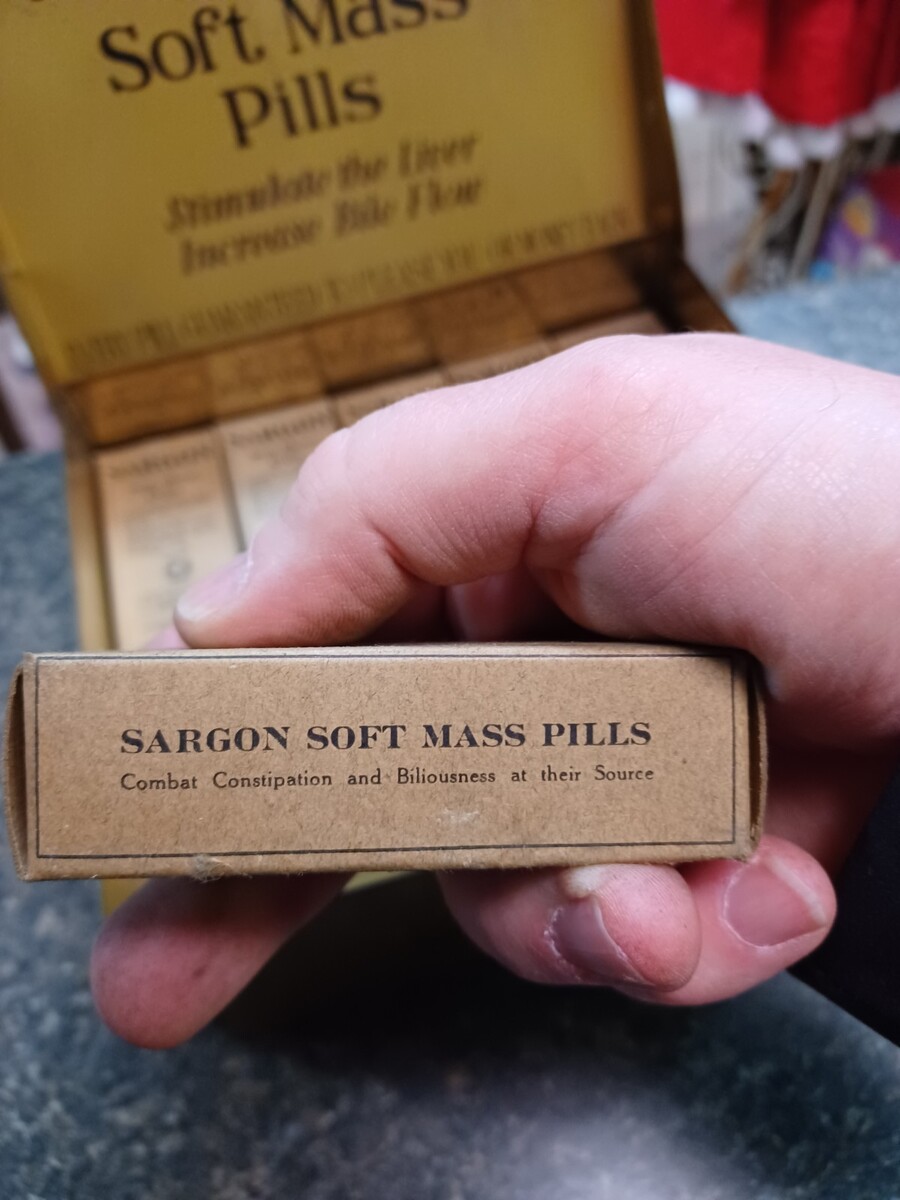 Soft Mass
Pills
Stimulate the Liver
Increase Bile Flow
SARGON SOFT MASS PILLS
Combat Constipation and Biliousness at their Source